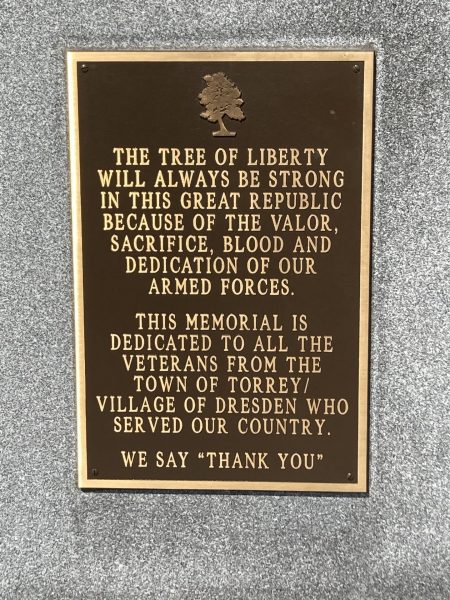 THE TREE OF LIBERTY
WILL ALWAYS BE STRONG
IN THIS GREAT REPUBLIC
BECAUSE OF THE VALOR,
SACRIFICE, BLOOD AND
DEDICATION OF OUR
ARMED FORCES.
THIS MEMORIAL IS
DEDICATED TO ALL THE
VETERANS FROM THE
TOWN OF TORREY/
VILLAGE OF DRESDEN WHO
SERVED OUR COUNTRY.
WE SAY “THANK YOU”